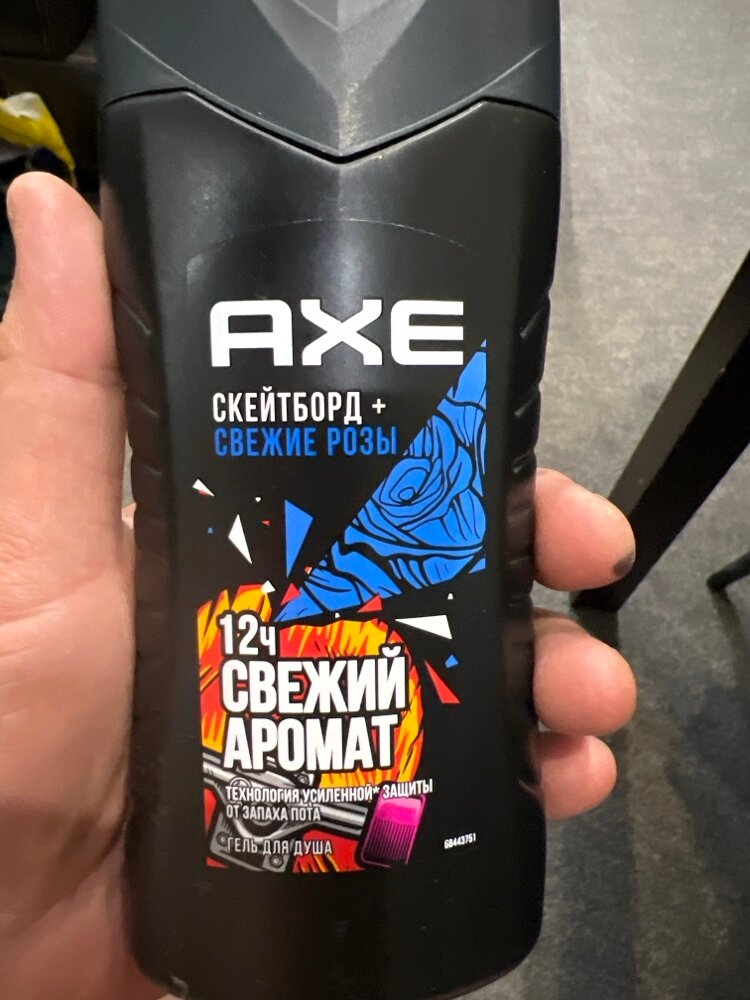 AXE
СКЕЙТБОРД +
СВЕЖИЕ РОЗЫ
12ч
СВЕЖИЙ
АРОМАТ
ТЕХНОЛОГИЯ УСИЛЕННОЙ* ЗАЩИТЫ
ОТ ЗАПАХА ПОТА
ГЕЛЬ ДЛЯ ДУША
68443751